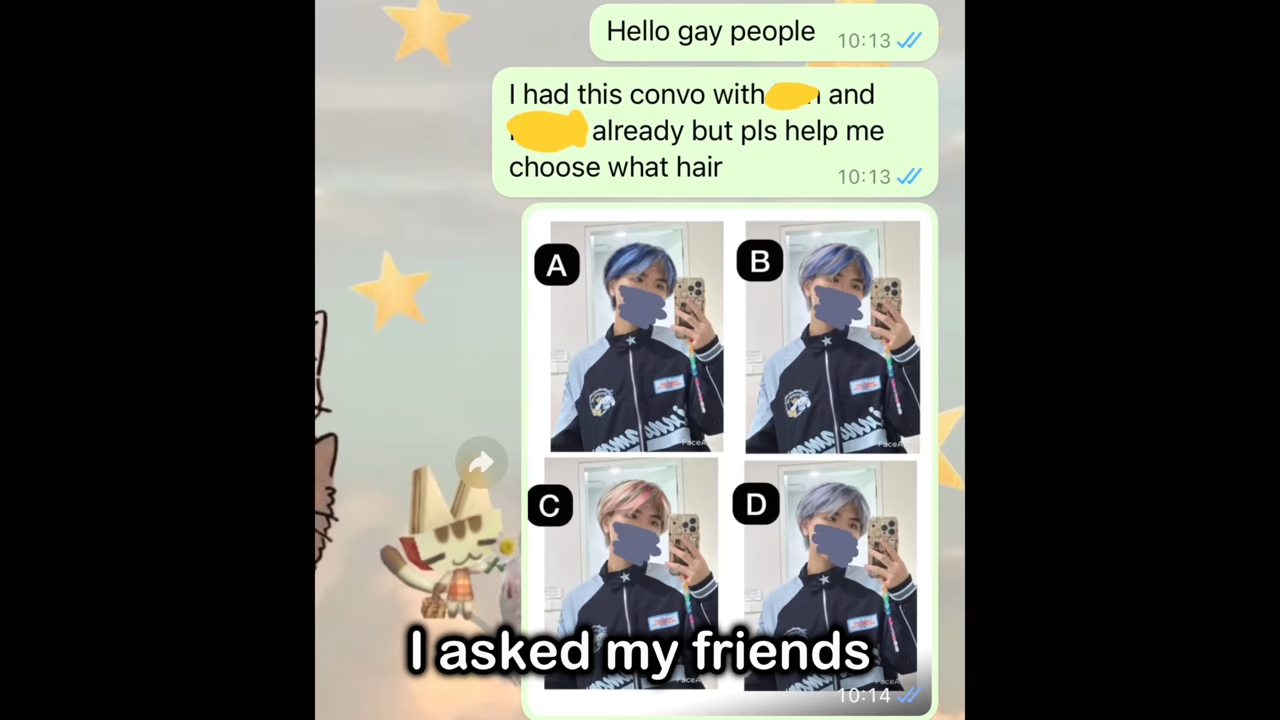 Hello gay people
10:13
I had this convo with and
already but pls help me
choose what hair
10:13
A
B
C
D
I asked my friends
10:14